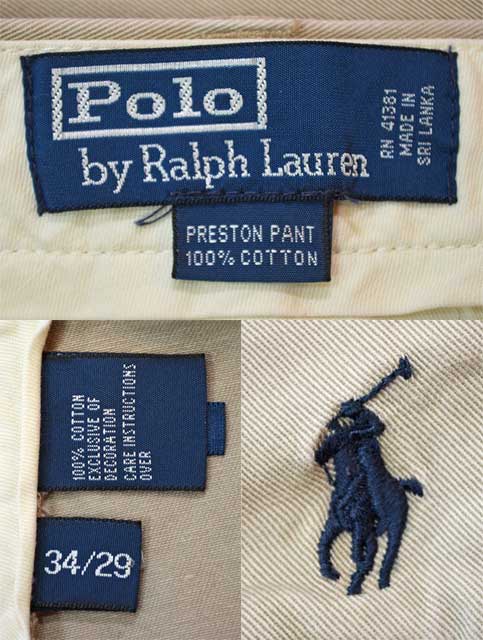 Polo
by Ralph Lauren
RN 41381
MADE IN
SRI LANKA
PRESTON PANT
100% COTTON
100% COTTON
EXCLUSIVE OF
DECORATION
CARE INSTRUCTIONS
OVER
34/29